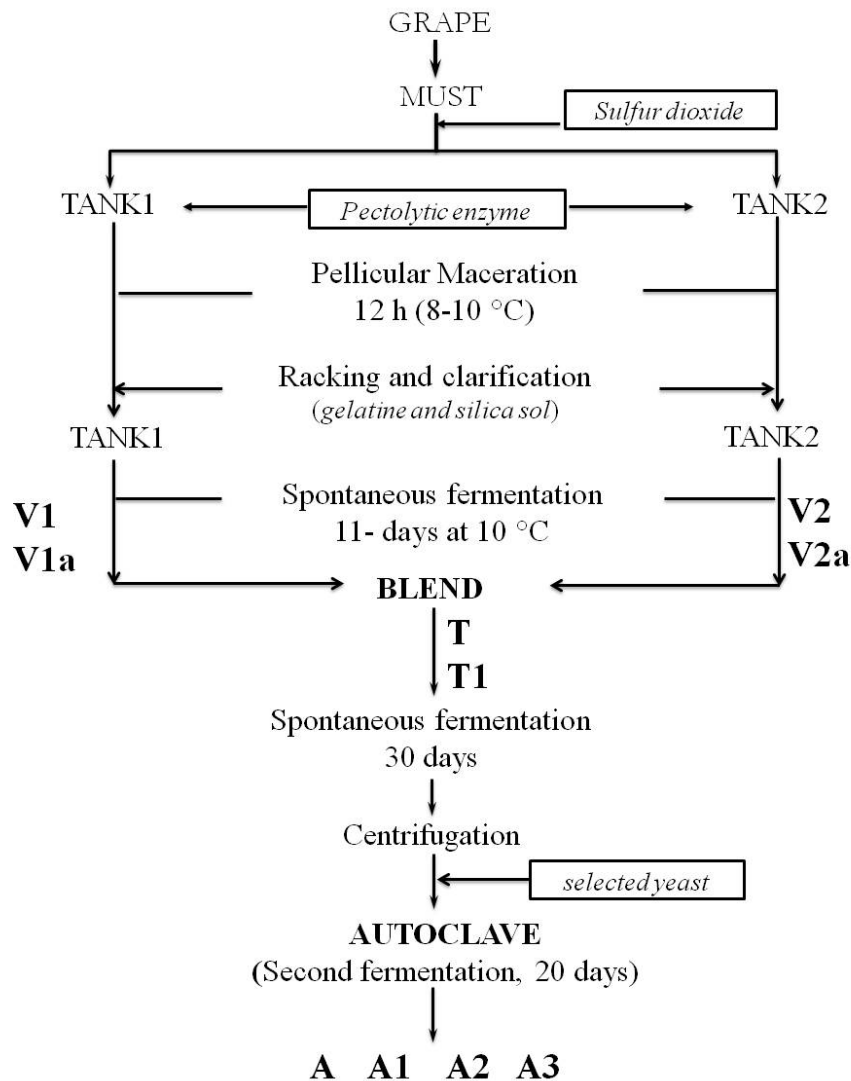 GRAPE
MUST
Sulfur dioxide
TANK1
Pectolytic enzyme
TANK2
Pellicular Maceration
12 h (8-10 °C)
Racking and clarification
(gelatine and silica sol)
TANK1
TANK2
Spontaneous fermentation
11- days at 10 °C
V1
V1a
V2
V2a
BLEND
T
T1
Spontaneous fermentation
30 days
Centrifugation
selected yeast
AUTOCLAVE
(Second fermentation, 20 days)
A A1 A2 A3